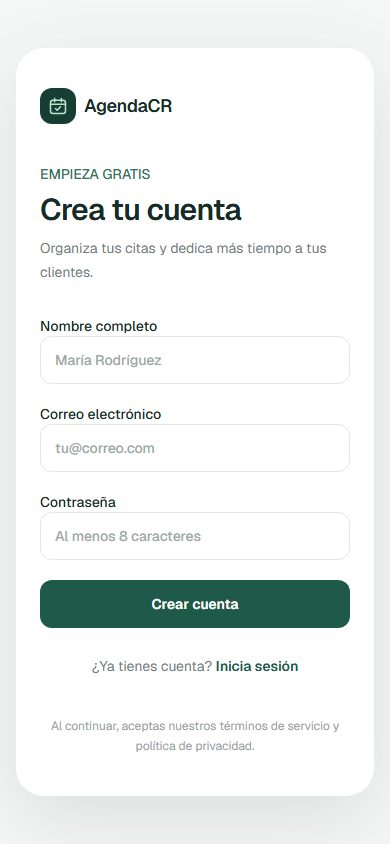 AgendaCR
EMPIEZA GRATIS
Crea tu cuenta
Organiza tus citas y dedica más tiempo a tus
clientes.
Nombre completo
María Rodríguez
Correo electrónico
tu@correo.com
Contraseña
Al menos 8 caracteres
Crear cuenta
¿Ya tienes cuenta? Inicia sesión
Al continuar, aceptas nuestros términos de servicio y
política de privacidad.